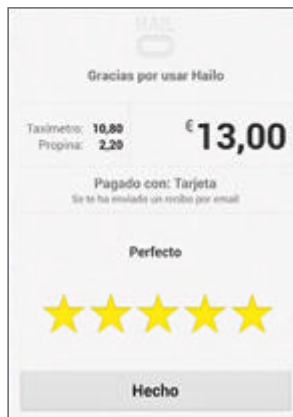 HAILO
Gracias por usar Hailo
Taxímetro: 10,80
Propina: 2,20
€13,00
Pagado con: Tarjeta
Se te ha enviado un recibo por email
Perfecto
Hecho